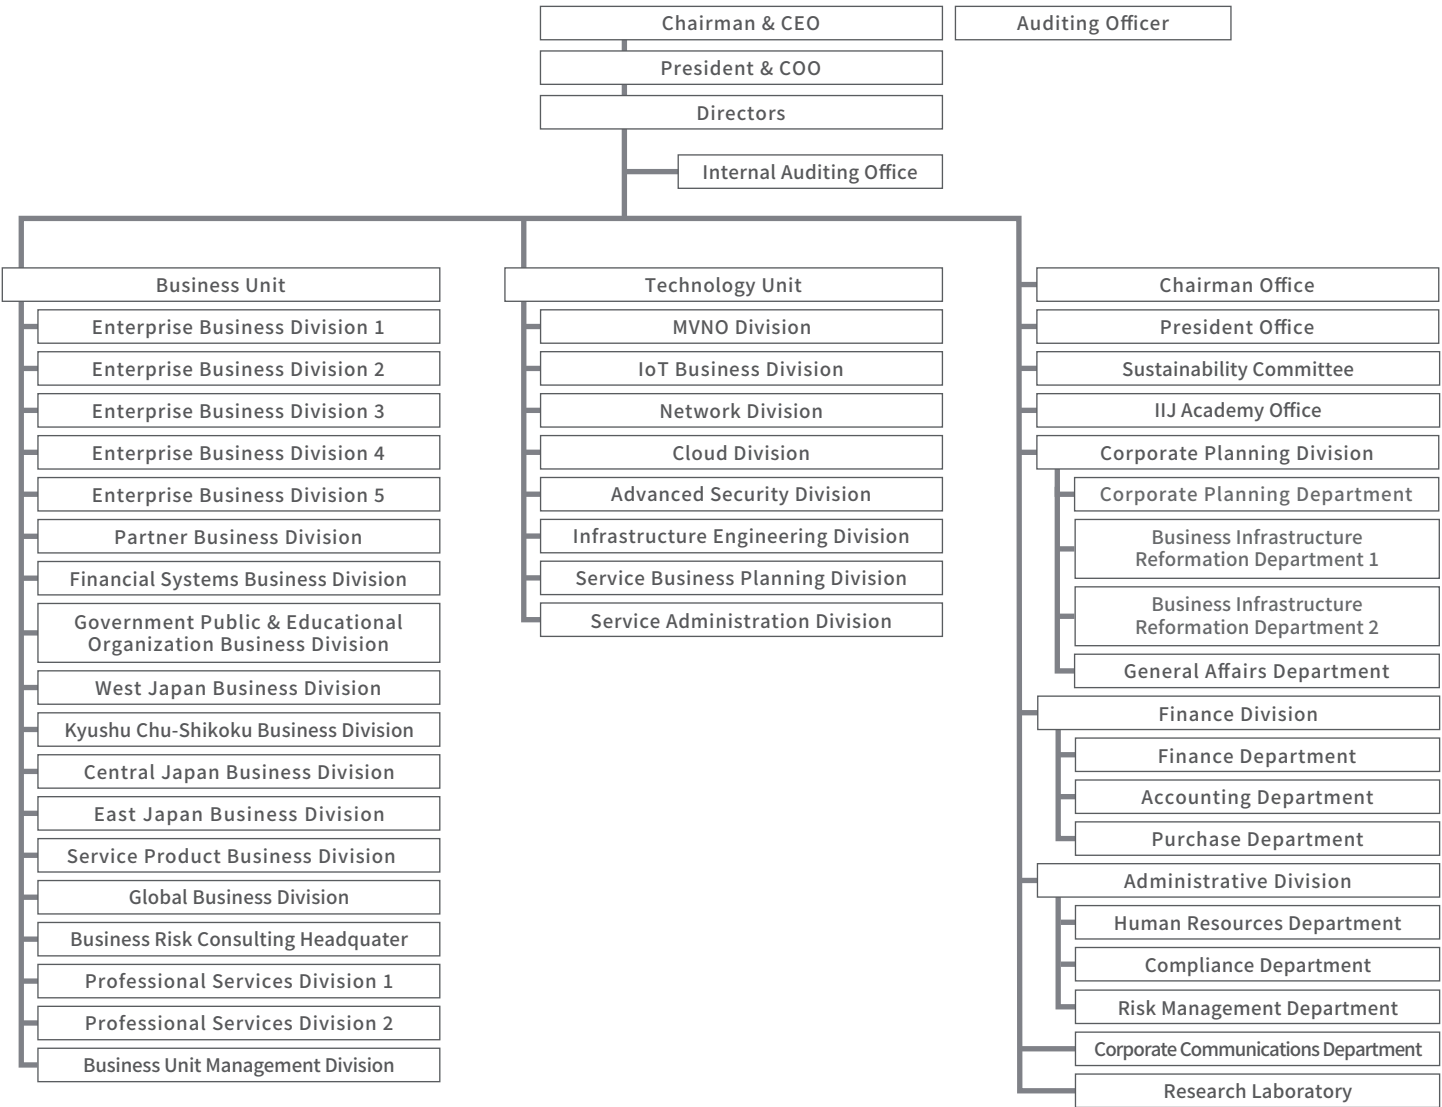 Chairman & CEO
Auditing Officer
President & COO
Directors
Internal Auditing Office
Business Unit
Enterprise Business Division 1
Enterprise Business Division 2
Enterprise Business Division 3
Enterprise Business Division 4
Enterprise Business Division 5
Partner Business Division
Financial Systems Business Division
Government Public & Educational
Organization Business Division
West Japan Business Division
Kyushu Chu-Shikoku Business Division
Central Japan Business Division
East Japan Business Division
Service Product Business Division
Global Business Division
Business Risk Consulting Headquater
Professional Services Division 1
Professional Services Division 2
Business Unit Management Division
Technology Unit
MVNO Division
IoT Business Division
Network Division
Cloud Division
Advanced Security Division
Infrastructure Engineering Division
Service Business Planning Division
Service Administration Division
Chairman Office
President Office
Sustainability Committee
IIJ Academy Office
Corporate Planning Division
Corporate Planning Department
Business Infrastructure
Reformation Department 1
Business Infrastructure
Reformation Department 2
General Affairs Department
Finance Division
Finance Department
Accounting Department
Purchase Department
Administrative Division
Human Resources Department
Compliance Department
Risk Management Department
Corporate Communications Department
Research Laboratory